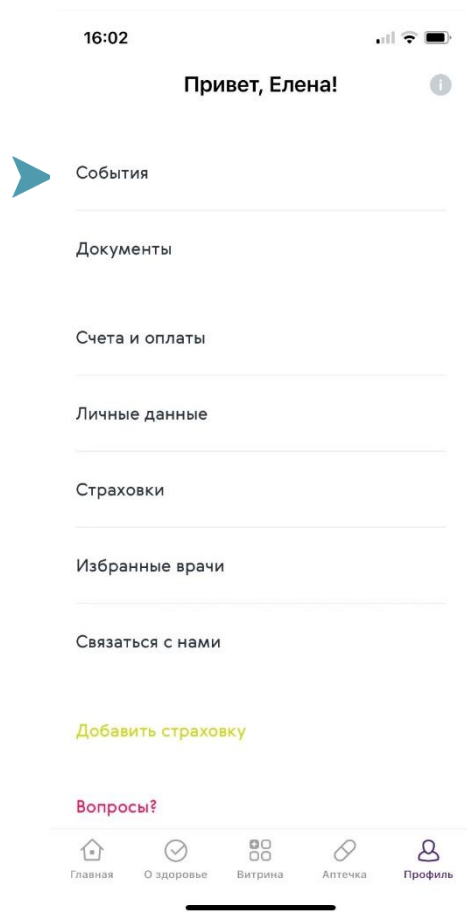 16:02
Привет, Елена!
События
Документы
Счета и оплаты
Личные данные
Страховки
Избранные врачи
Связаться с нами
Добавить страховку
Вопросы?
Главная О здоровье Витрина Аптечка Профиль